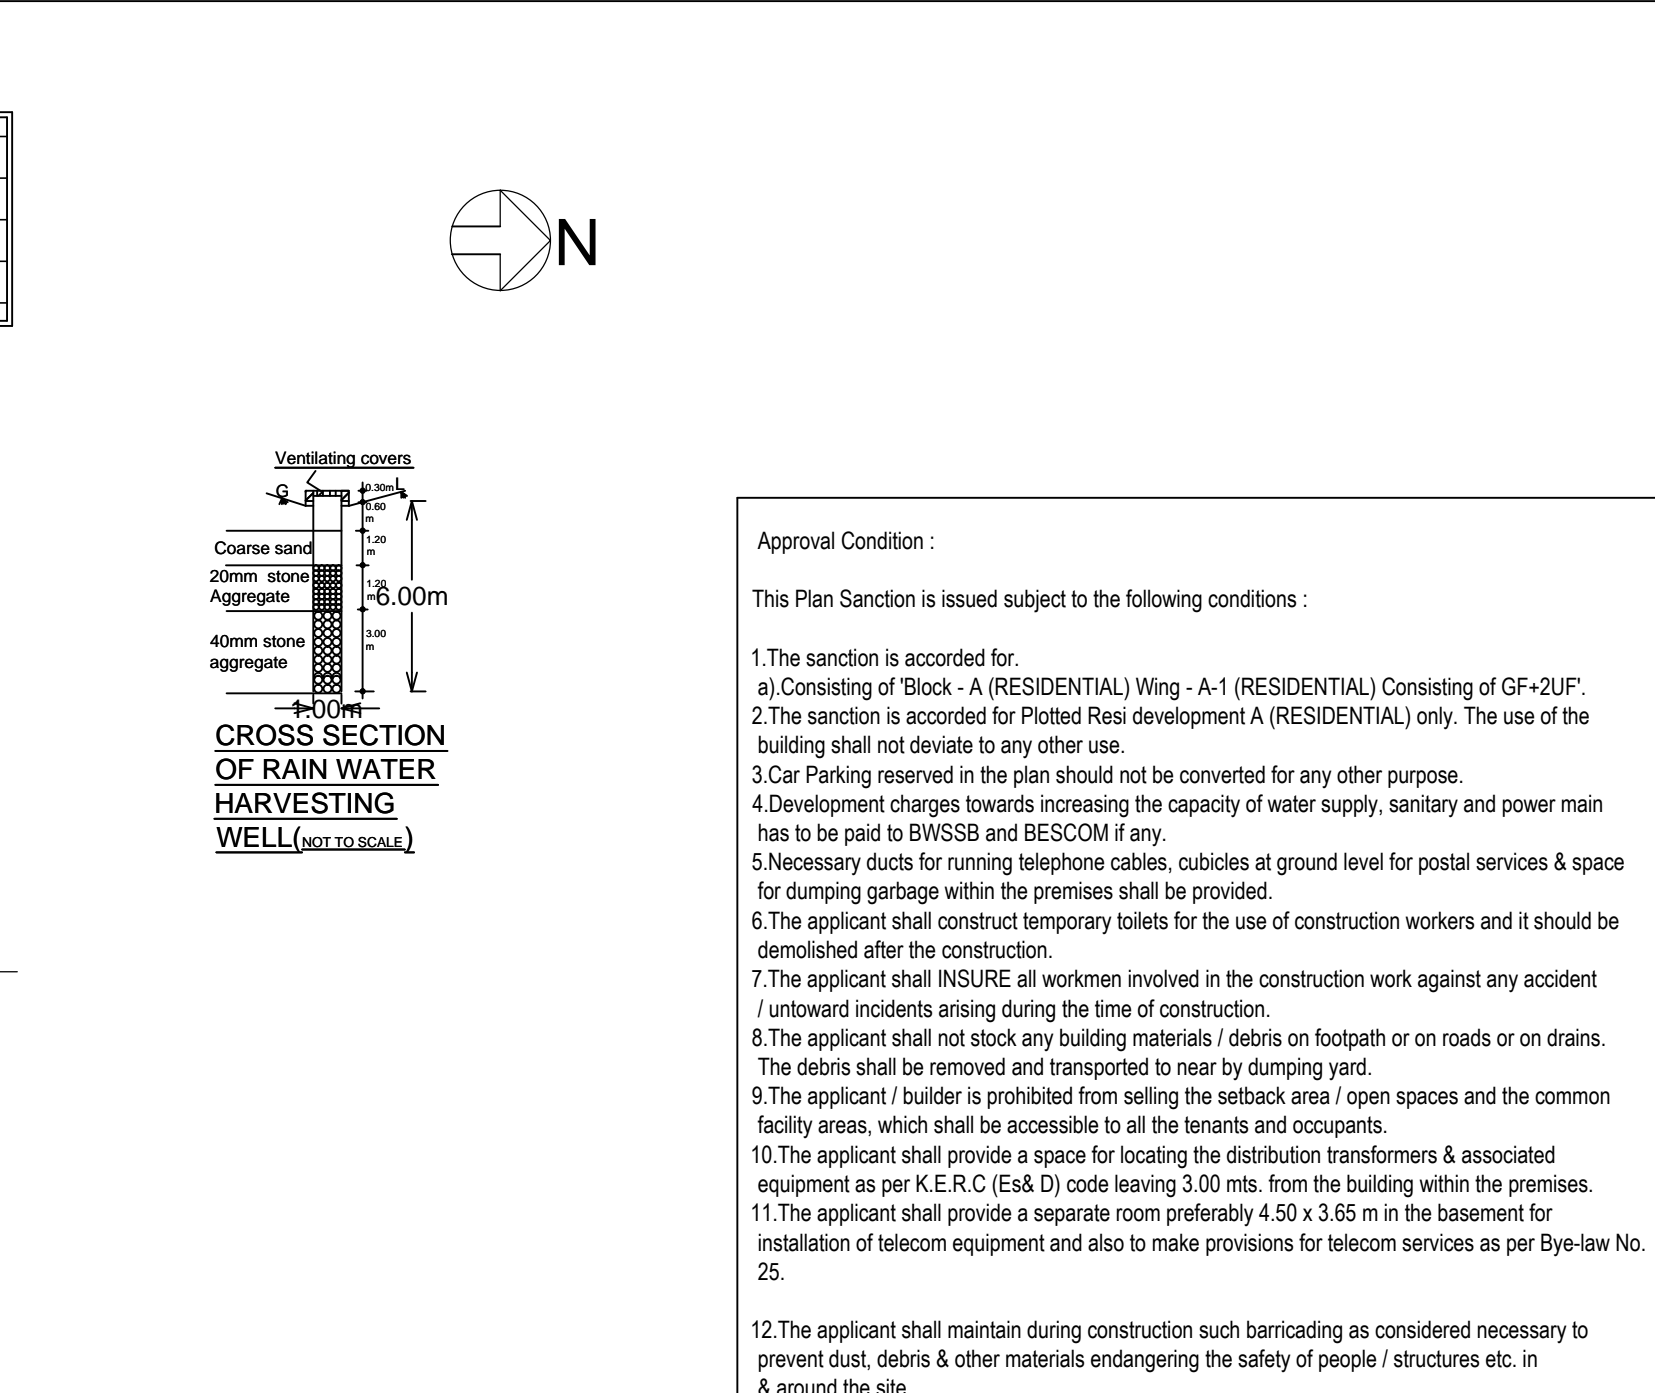 N
Ventilating covers
G
L
0.30m
0.60
m
Coarse sand
1.20
m
20mm stone
Aggregate
1.20
m
6.00m
40mm stone
aggregate
3.00
m
1.00m
CROSS SECTION
OF RAIN WATER
HARVESTING
WELL(NOT TO SCALE)
Approval Condition :
This Plan Sanction is issued subject to the following conditions :
1.The sanction is accorded for.
a).Consisting of 'Block - A (RESIDENTIAL) Wing - A-1 (RESIDENTIAL) Consisting of GF+2UF'.
2.The sanction is accorded for Plotted Resi development A (RESIDENTIAL) only. The use of the
building shall not deviate to any other use.
3.Car Parking reserved in the plan should not be converted for any other purpose.
4.Development charges towards increasing the capacity of water supply, sanitary and power main
has to be paid to BWSSB and BESCOM if any.
5.Necessary ducts for running telephone cables, cubicles at ground level for postal services & space
for dumping garbage within the premises shall be provided.
6.The applicant shall construct temporary toilets for the use of construction workers and it should be
demolished after the construction.
7.The applicant shall INSURE all workmen involved in the construction work against any accident
/ untoward incidents arising during the time of construction.
8.The applicant shall not stock any building materials / debris on footpath or on roads or on drains.
The debris shall be removed and transported to near by dumping yard.
9.The applicant / builder is prohibited from selling the setback area / open spaces and the common
facility areas, which shall be accessible to all the tenants and occupants.
10.The applicant shall provide a space for locating the distribution transformers & associated
equipment as per K.E.R.C (Es& D) code leaving 3.00 mts. from the building within the premises.
11.The applicant shall provide a separate room preferably 4.50 x 3.65 m in the basement for
installation of telecom equipment and also to make provisions for telecom services as per Bye-law No.
25.
12.The applicant shall maintain during construction such barricading as considered necessary to
prevent dust, debris & other materials endangering the safety of people / structures etc. in
& around the site